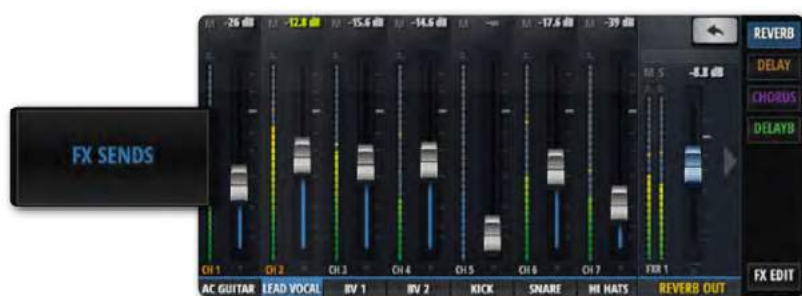 FX SENDS
M -26 dB M -12.8 dB M -15.6 dB M -14.6 dB M -∞ M -17.6 dB M -39 dB
REVERB
DELAY
CHORUS
DELAYB
M S -8.8 dB
CH 1 CH 2 CH 3 CH 4 CH 5 CH 6 CH 7 FXR 1
AC GUITAR LEAD VOCAL BV 1 BV 2 KICK SNARE HI HATS REVERB OUT
FX EDIT